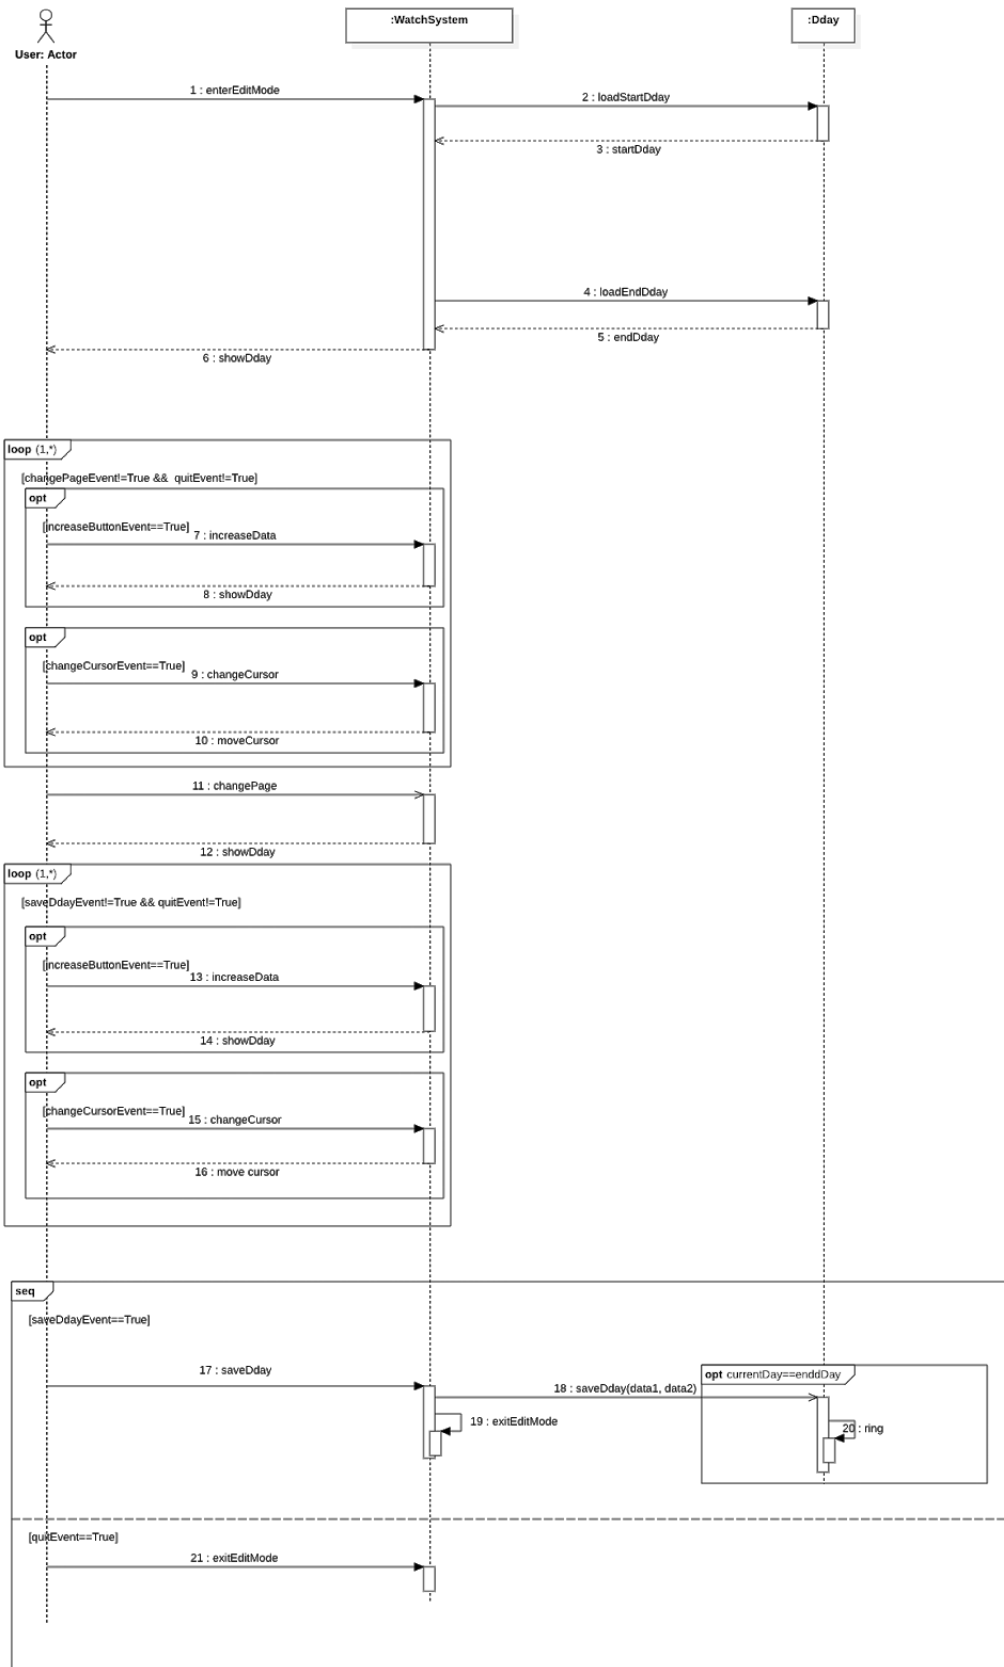 :WatchSystem
:Dday
User: Actor
1 : enterEditMode
2 : loadStartDday
3 : startDday
4 : loadEndDday
5 : endDday
6 : showDday
loop (1,*)
[changePageEvent!=True && quitEvent!=True]
opt
[increaseButtonEvent==True]
7 : increaseData
8 : showDday
opt
[changeCursorEvent==True]
9 : changeCursor
10 : moveCursor
11 : changePage
12 : showDday
loop (1,*)
[saveDdayEvent!=True && quitEvent!=True]
opt
[increaseButtonEvent==True]
13 : increaseData
14 : showDday
opt
[changeCursorEvent==True]
15 : changeCursor
16 : move cursor
seq
[saveDdayEvent==True]
17 : saveDday
opt currentDay==enddDay
18 : saveDday(data1, data2)
19 : exitEditMode
20 : ring
[quitEvent==True]
21 : exitEditMode